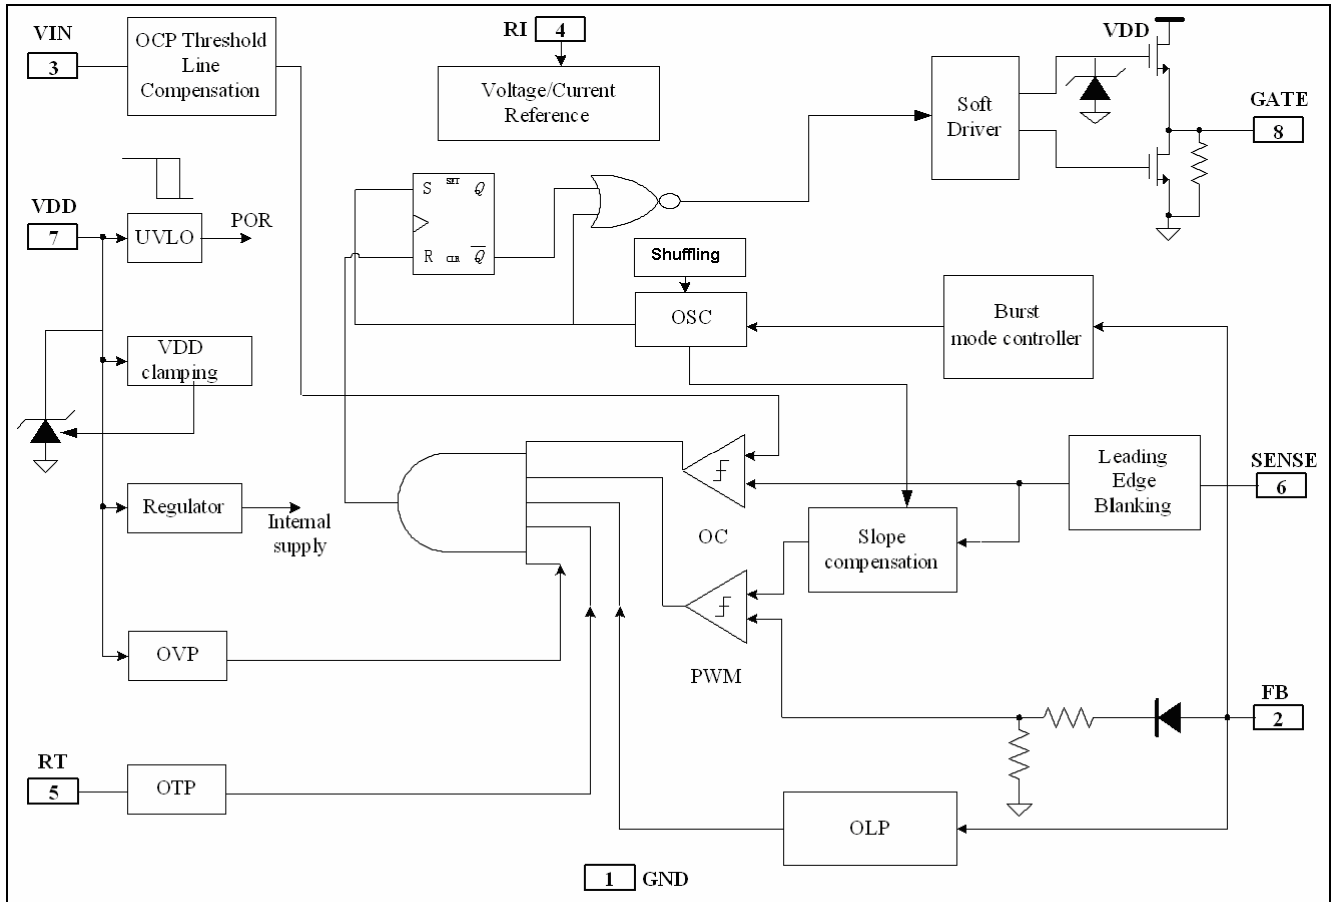 VIN
3
OCP Threshold
Line
Compensation
RI
4
Voltage/Current
Reference
VDD
Soft
Driver
GATE
8
VDD
7
UVLO
POR
S
SET
Q
R
CLR
Q
Shuffling
OSC
Burst
mode controller
VDD
clamping
Regulator
Internal
supply
OC
Slope
compensation
Leading
Edge
Blanking
SENSE
6
OVP
PWM
FB
2
RT
5
OTP
OLP
1
GND